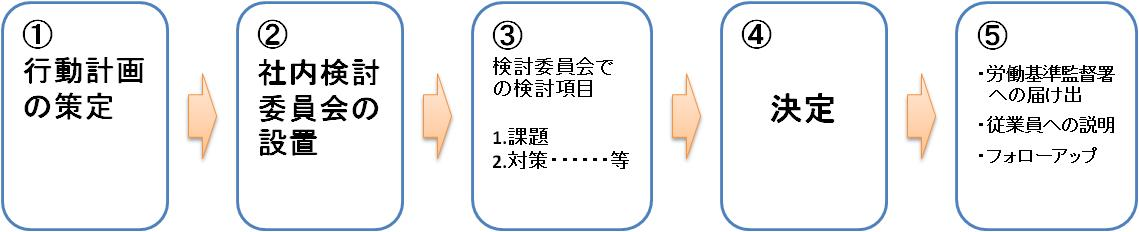 ①
行動計画
の策定
②
社内検討
委員会の
設置
③
検討委員会で
の検討項目
1.課題
2.対策・・・・・・等
④
決定
⑤
・労働基準監督署
への届け出
・従業員への説明
・フォローアップ